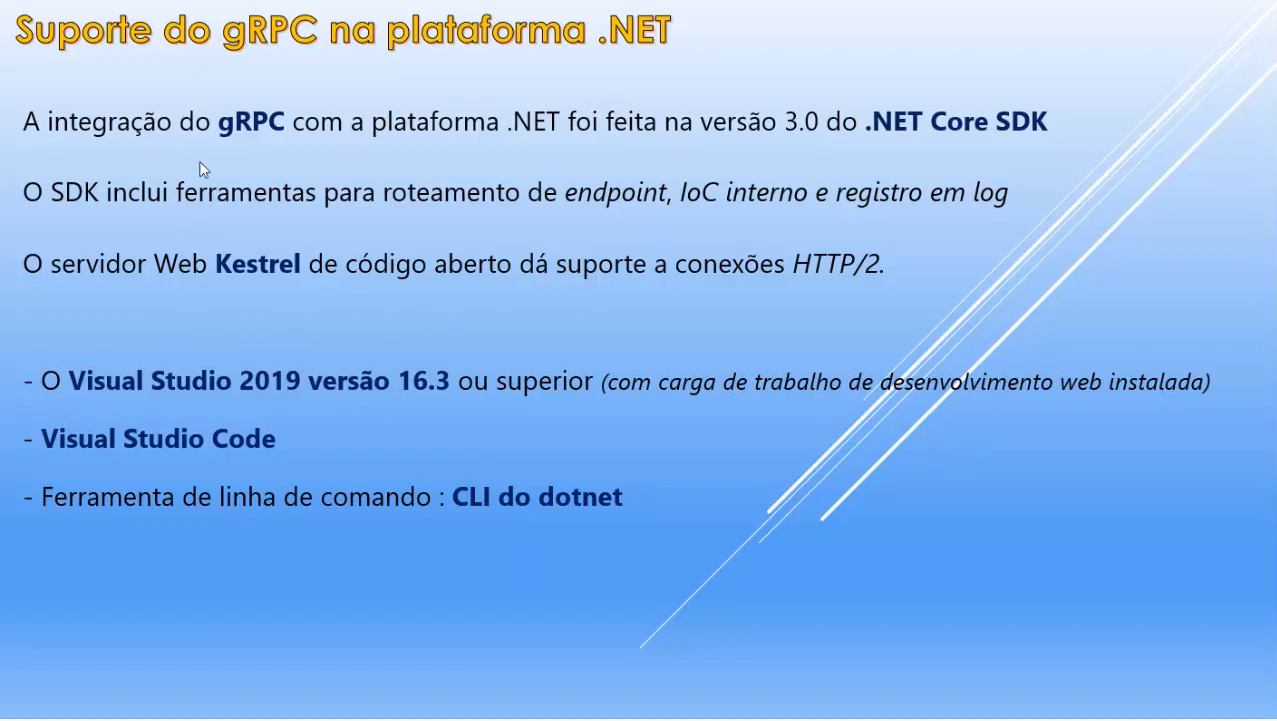 Suporte do gRPC na plataforma .NET
A integração do gRPC com a plataforma .NET foi feita na versão 3.0 do .NET Core SDK
O SDK inclui ferramentas para roteamento de endpoint, IoC interno e registro em log
O servidor Web Kestrel de código aberto dá suporte a conexões HTTP/2.
- O Visual Studio 2019 versão 16.3 ou superior (com carga de trabalho de desenvolvimento web instalada)
- Visual Studio Code
- Ferramenta de linha de comando : CLI do dotnet